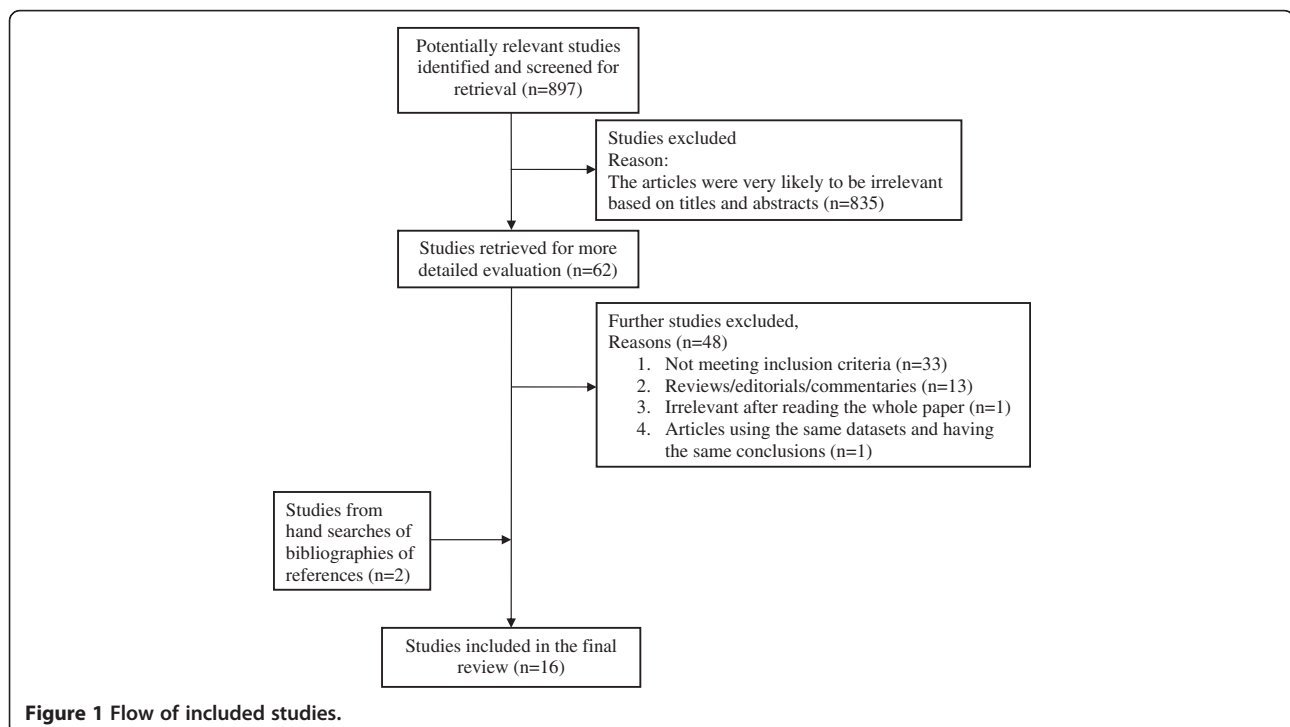 Potentially relevant studies
identified and screened for
retrieval (n=897)
Studies excluded
Reason:
The articles were very likely to be irrelevant
based on titles and abstracts (n=835)
Studies retrieved for more
detailed evaluation (n=62)
Further studies excluded,
Reasons (n=48)
1. Not meeting inclusion criteria (n=33)
2. Reviews/editorials/commentaries (n=13)
3. Irrelevant after reading the whole paper (n=1)
4. Articles using the same datasets and having
the same conclusions (n=1)
Studies from
hand searches of
bibliographies of
references (n=2)
Studies included in the final
review (n=16)
Figure 1 Flow of included studies.